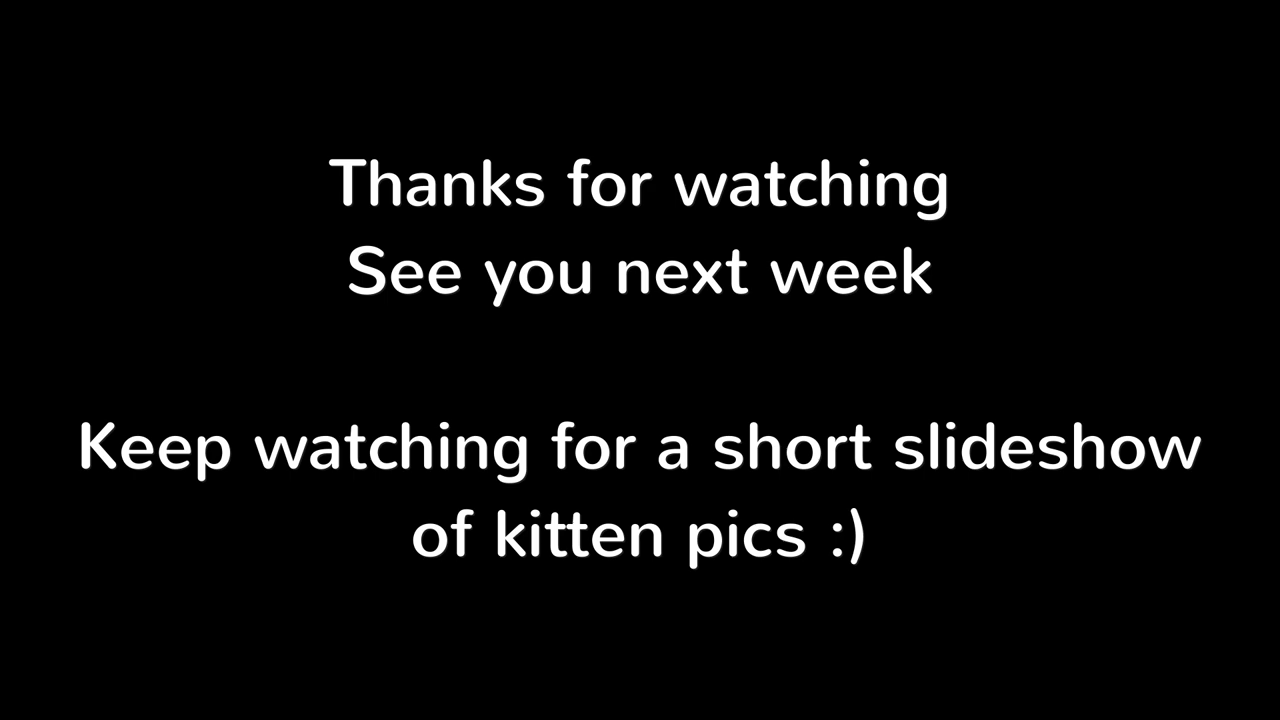 Thanks for watching
See you next week
Keep watching for a short slideshow
of kitten pics :)